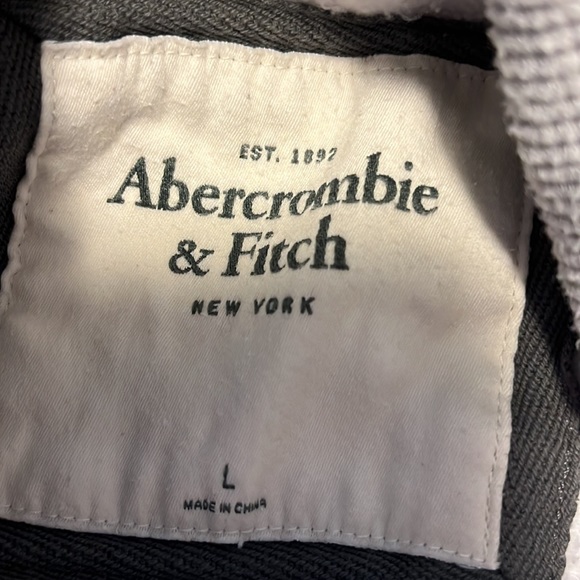 EST. 1892
Abercrombie
& Fitch
NEW YORK
L
MADE IN CHINA